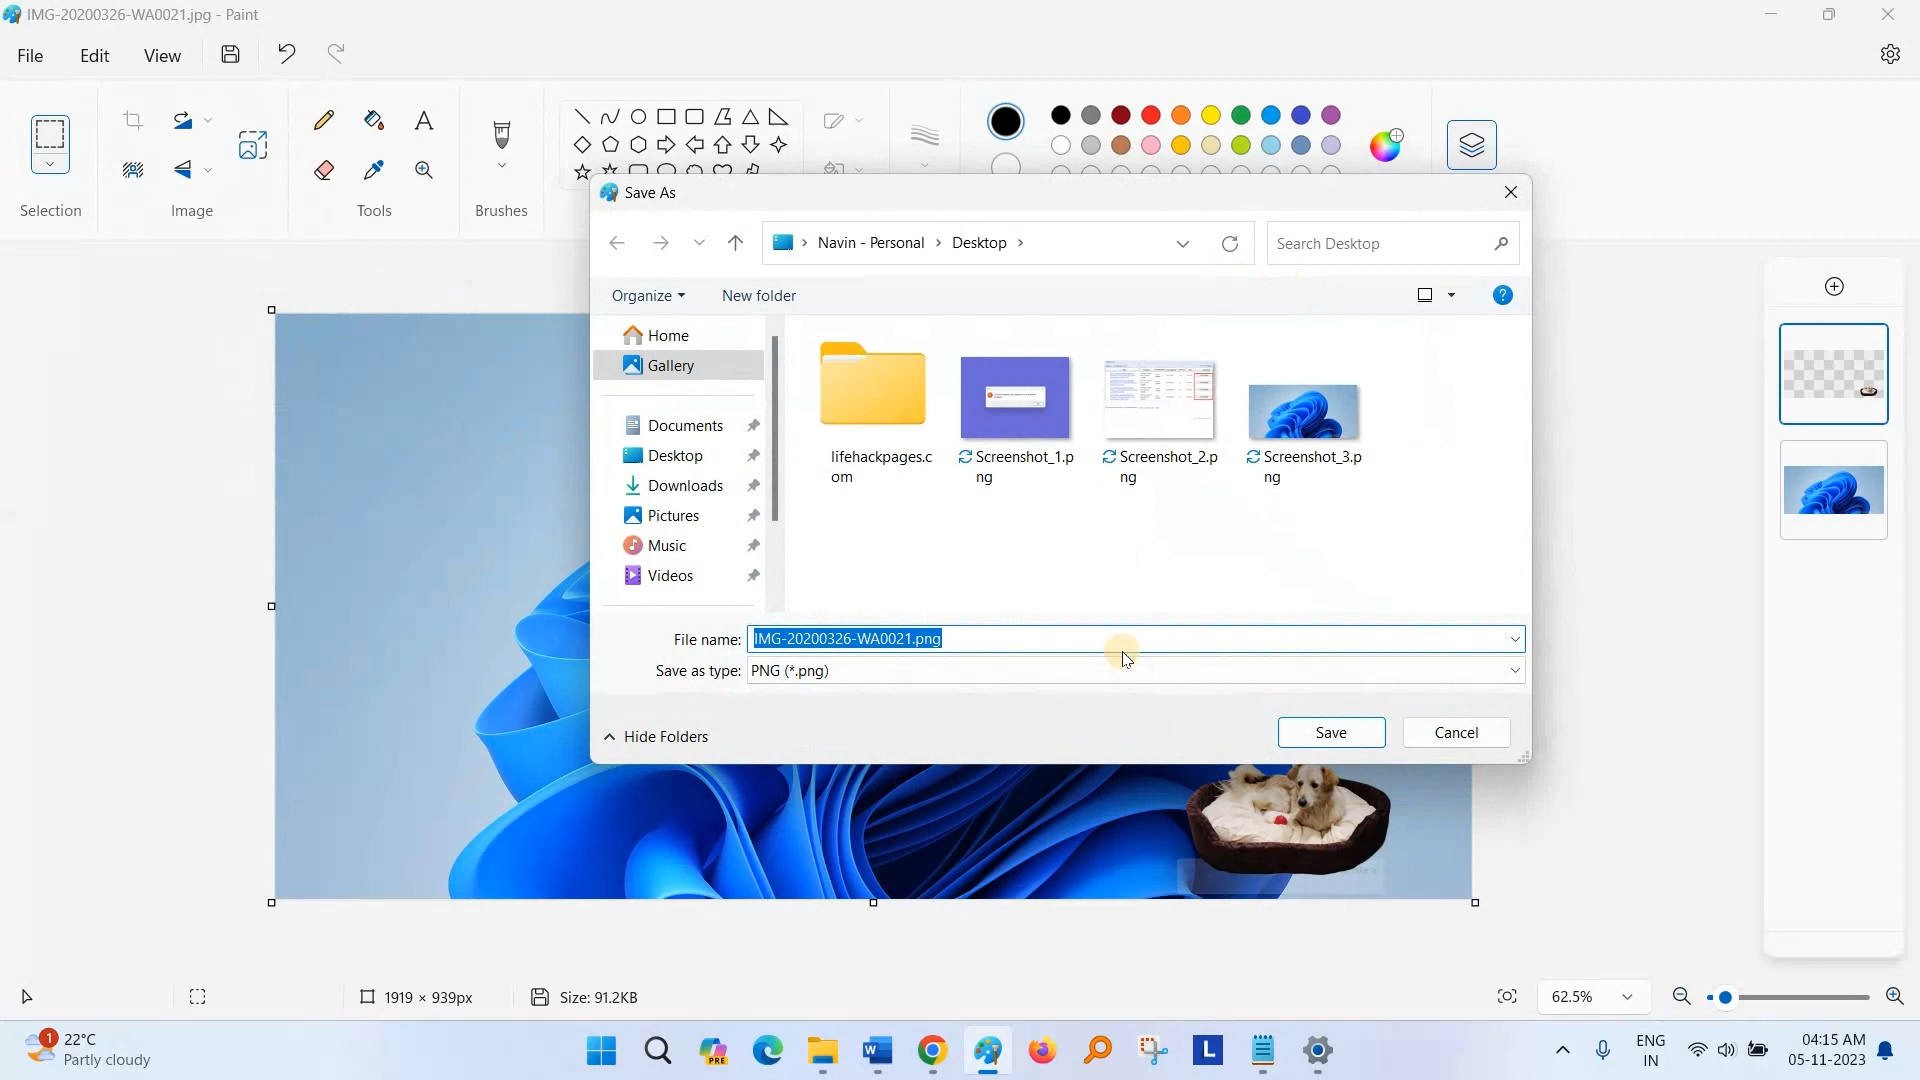 IMG-20200326-WA0021.jpg - Paint
File Edit View
Selection Image Tools Brushes
Save As
Navin - Personal > Desktop >
Search Desktop
Organize New folder
Home
Gallery
Documents
Desktop
Downloads
Pictures
Music
Videos
lifehackpages.c
om
Screenshot_1.p
ng
Screenshot_2.p
ng
Screenshot_3.p
ng
File name: IMG-20200326-WA0021.png
Save as type: PNG (*.png)
Hide Folders
Save Cancel
1919 × 939px Size: 91.2KB 62.5%
1 22°C
Partly cloudy
PRE
W
L
ENG
IN
04:15 AM
05-11-2023